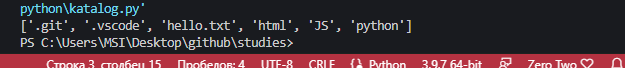 python\katalog.py'
['.git', '.vscode', 'hello.txt', 'html', 'JS', 'python']
PS C:\Users\MSI\Desktop\github\studies>
Строка 3, столбец 15 Пробелов: 4 UTF-8 CRLF Python 3.9.7 64-bit Zero Two